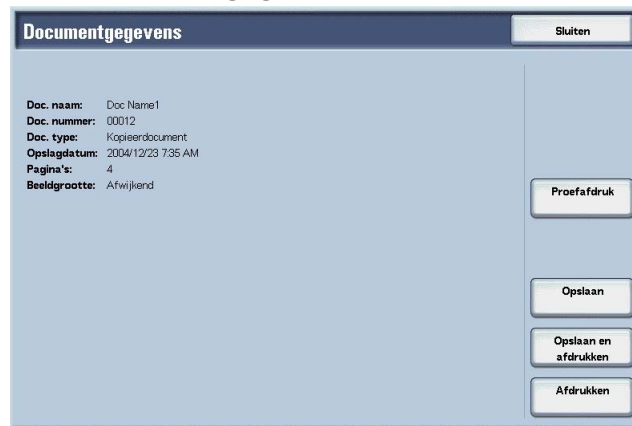 Documentgegevens
Sluiten
Doc. naam: Doc Name1
Doc. nummer: 00012
Doc. type: Kopieerdocument
Opslagdatum: 2004/12/23 7:35 AM
Pagina's: 4
Beeldgrootte: Afwijkend
Proefafdruk
Opslaan
Opslaan en
afdrukken
Afdrukken